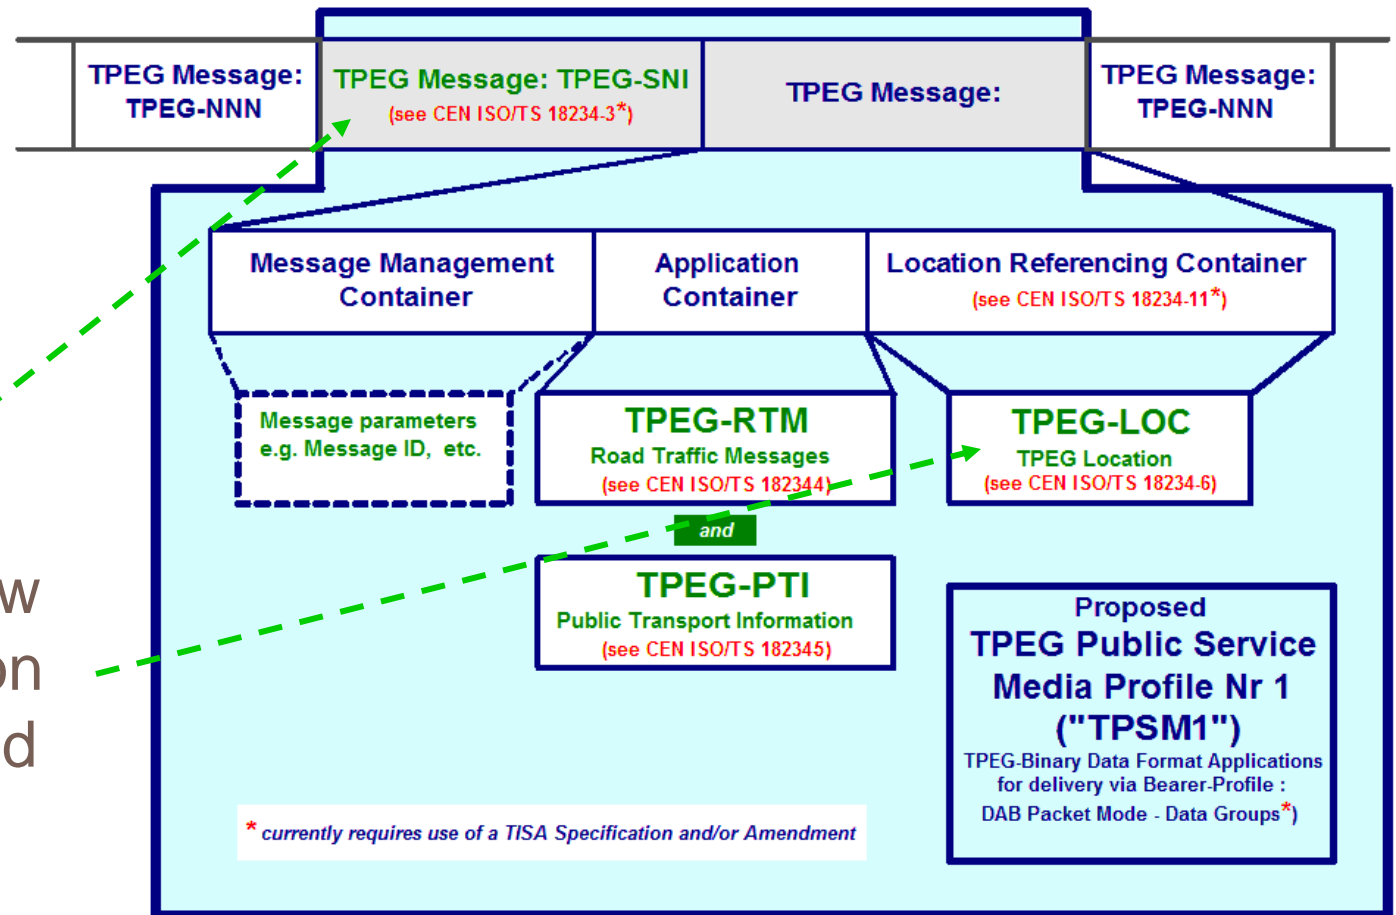 TPEG Message:
TPEG-NNN
TPEG Message: TPEG-SNI
(see CEN ISO/TS 18234-3*)
TPEG Message:
TPEG Message:
TPEG-NNN
Message Management
Container
Application
Container
Location Referencing Container
(see CEN ISO/TS 18234-11*)
Message parameters
e.g. Message ID, etc.
TPEG-RTM
Road Traffic Messages
(see CEN ISO/TS 182344)
TPEG-LOC
TPEG Location
(see CEN ISO/TS 18234-6)
and
TPEG-PTI
Public Transport Information
(see CEN ISO/TS 182345)
w
on
d
Proposed
TPEG Public Service
Media Profile Nr 1
("TPSM1")
TPEG-Binary Data Format Applications
for delivery via Bearer-Profile :
DAB Packet Mode - Data Groups*)
* currently requires use of a TISA Specification and/or Amendment